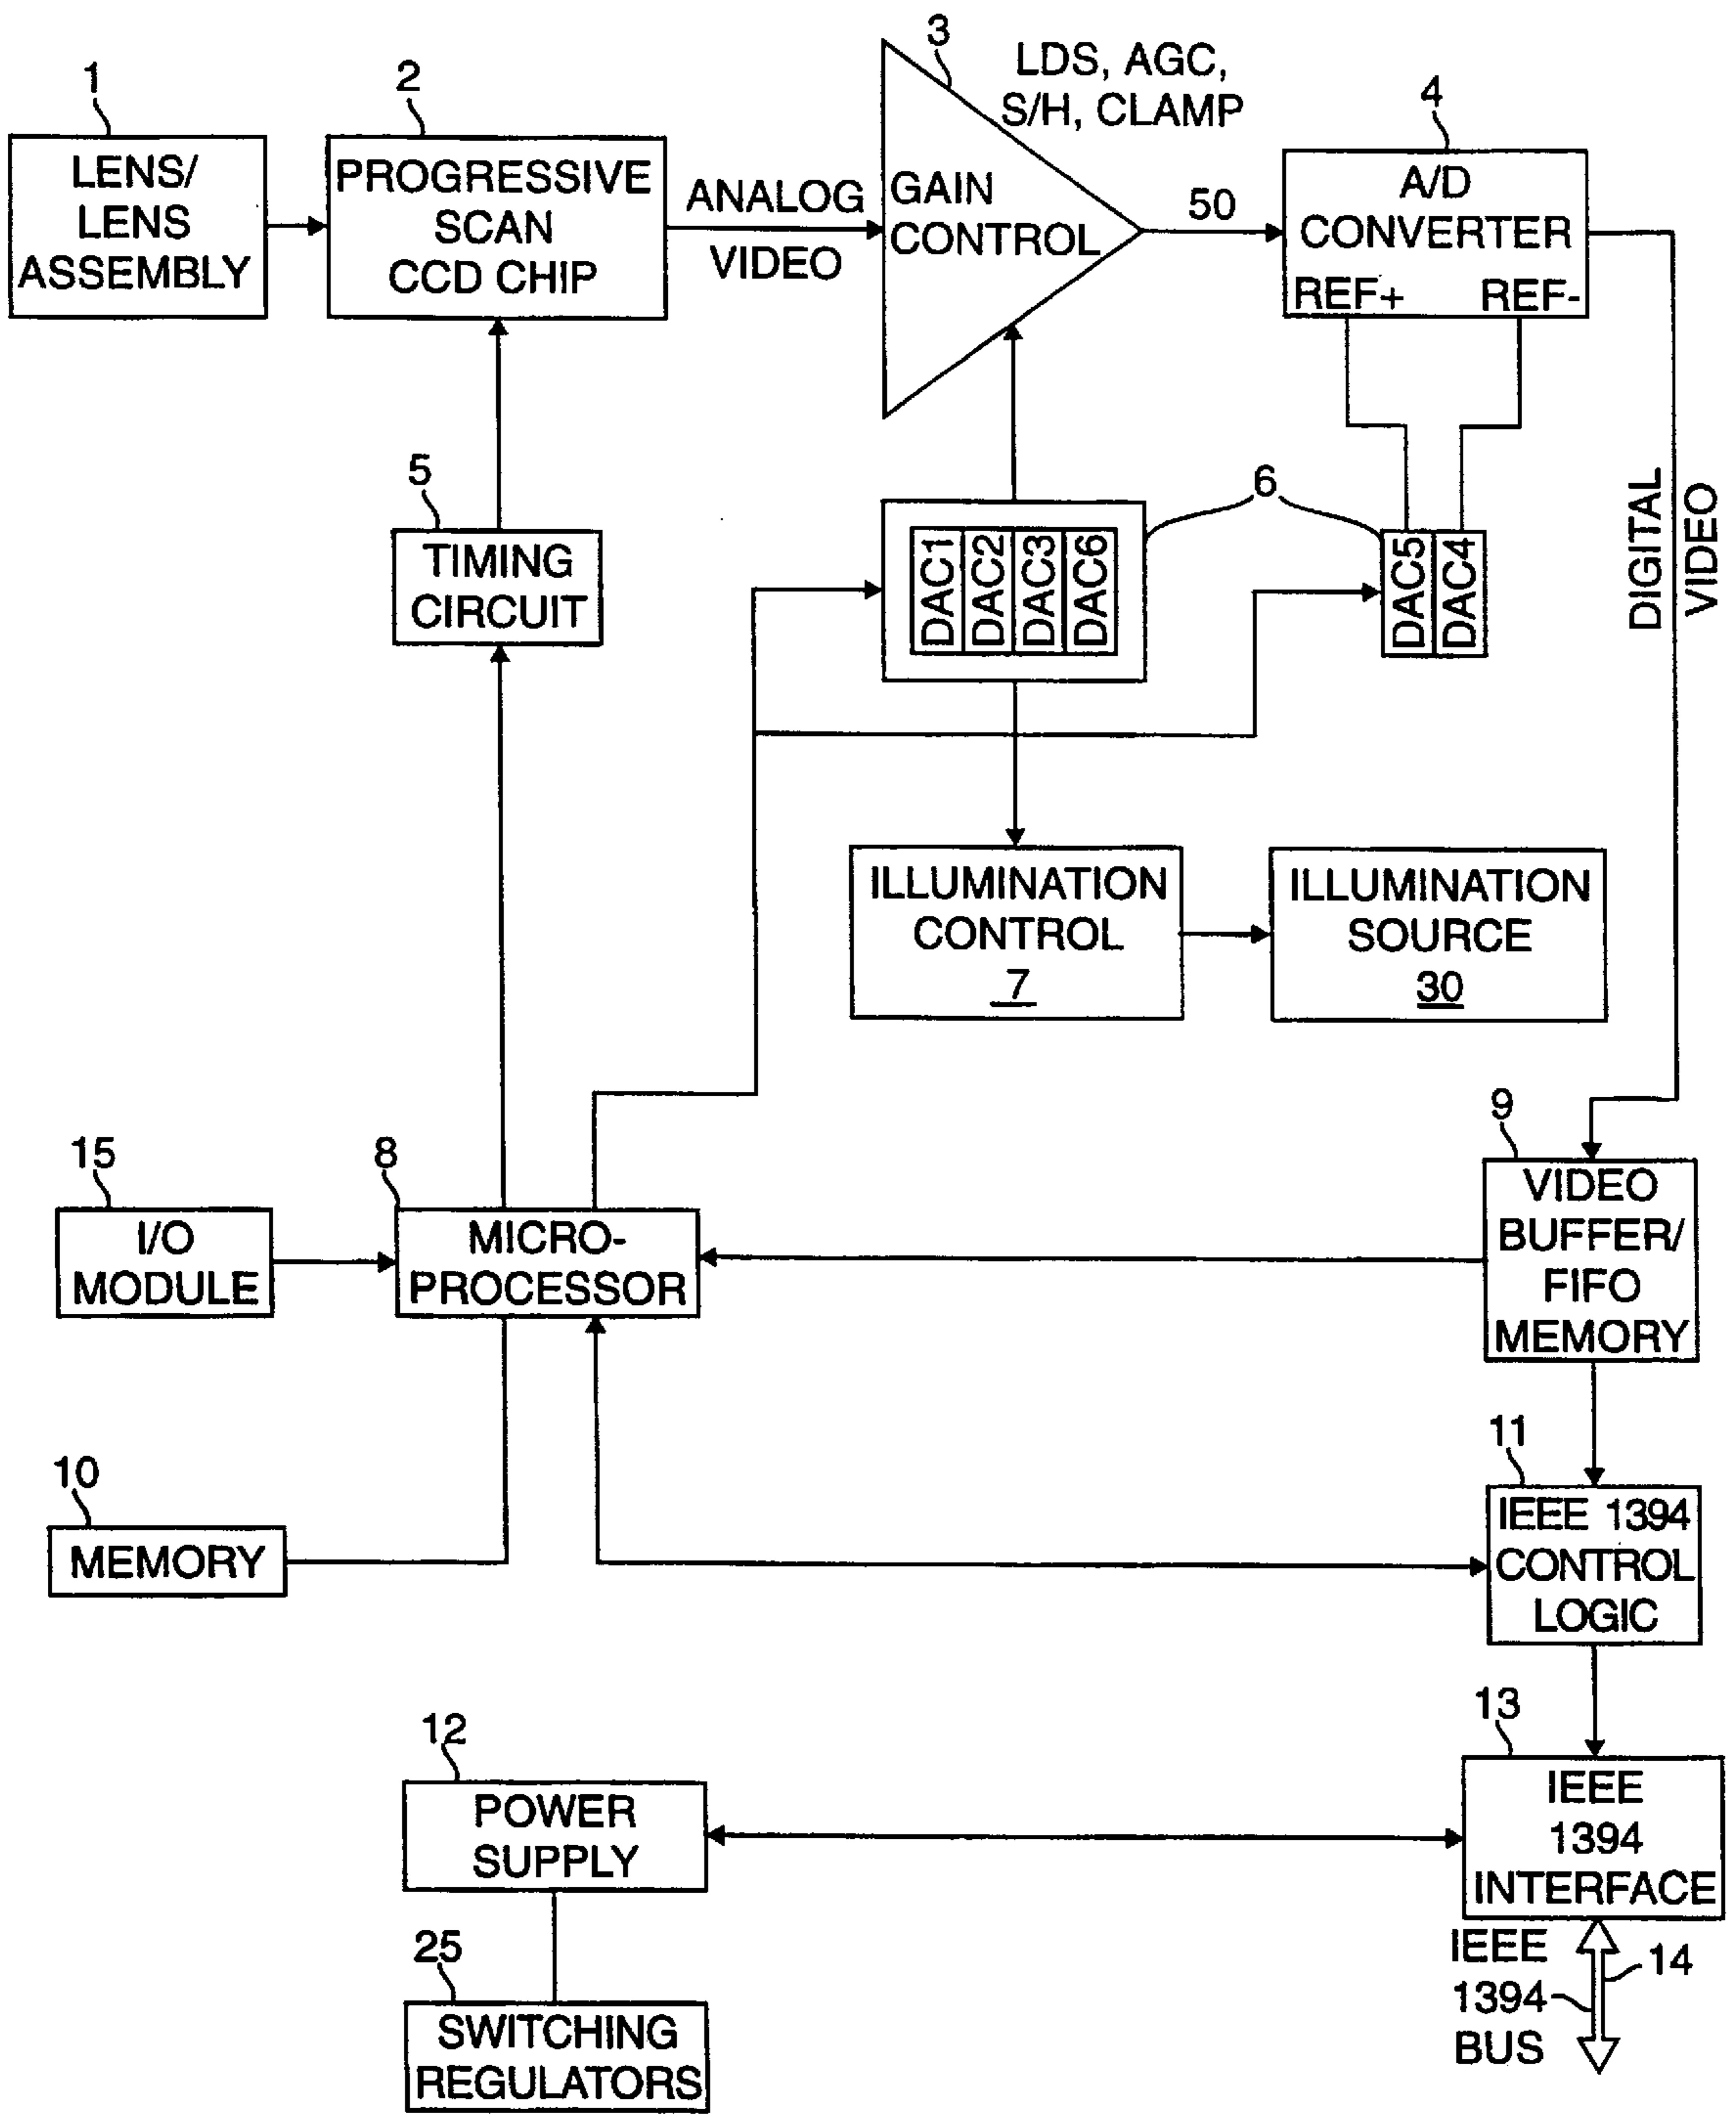 1
LENS/
LENS
ASSEMBLY
2
PROGRESSIVE
SCAN
CCD CHIP
ANALOG
VIDEO
3
LDS, AGC,
S/H, CLAMP
GAIN
CONTROL
50
4
A/D
CONVERTER
REF+ REF-
5
TIMING
CIRCUIT
6
DAC1
DAC2
DAC3
DAC6
DAC5
DAC4
DIGITAL
VIDEO
ILLUMINATION
CONTROL
7
ILLUMINATION
SOURCE
30
15
I/O
MODULE
8
MICRO-
PROCESSOR
9
VIDEO
BUFFER/
FIFO
MEMORY
10
MEMORY
11
IEEE 1394
CONTROL
LOGIC
12
POWER
SUPPLY
13
IEEE
1394
INTERFACE
25
SWITCHING
REGULATORS
IEEE
1394
BUS
14